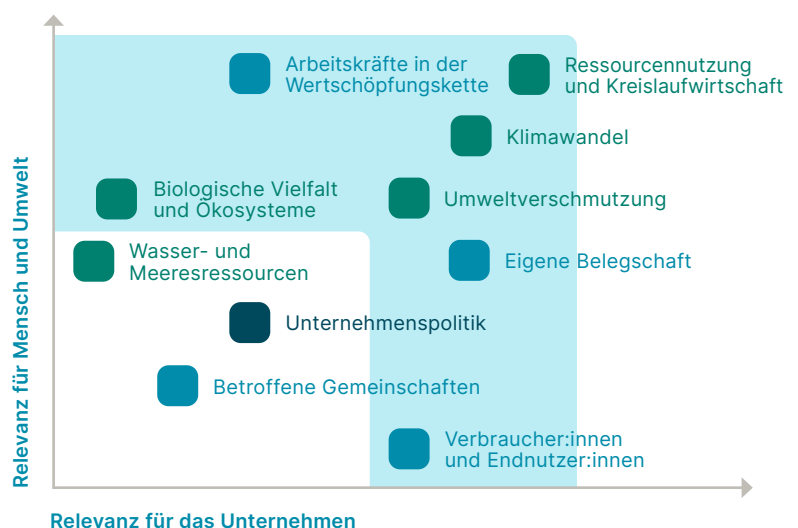 Arbeitskräfte in der
Wertschöpfungskette
Ressourcennutzung
und Kreislaufwirtschaft
Klimawandel
Biologische Vielfalt
und Ökosysteme
Umweltverschmutzung
Wasser- und
Meeresressourcen
Eigene Belegschaft
Unternehmenspolitik
Betroffene Gemeinschaften
Verbraucher:innen
und Endnutzer:innen
Relevanz für Mensch und Umwelt
Relevanz für das Unternehmen